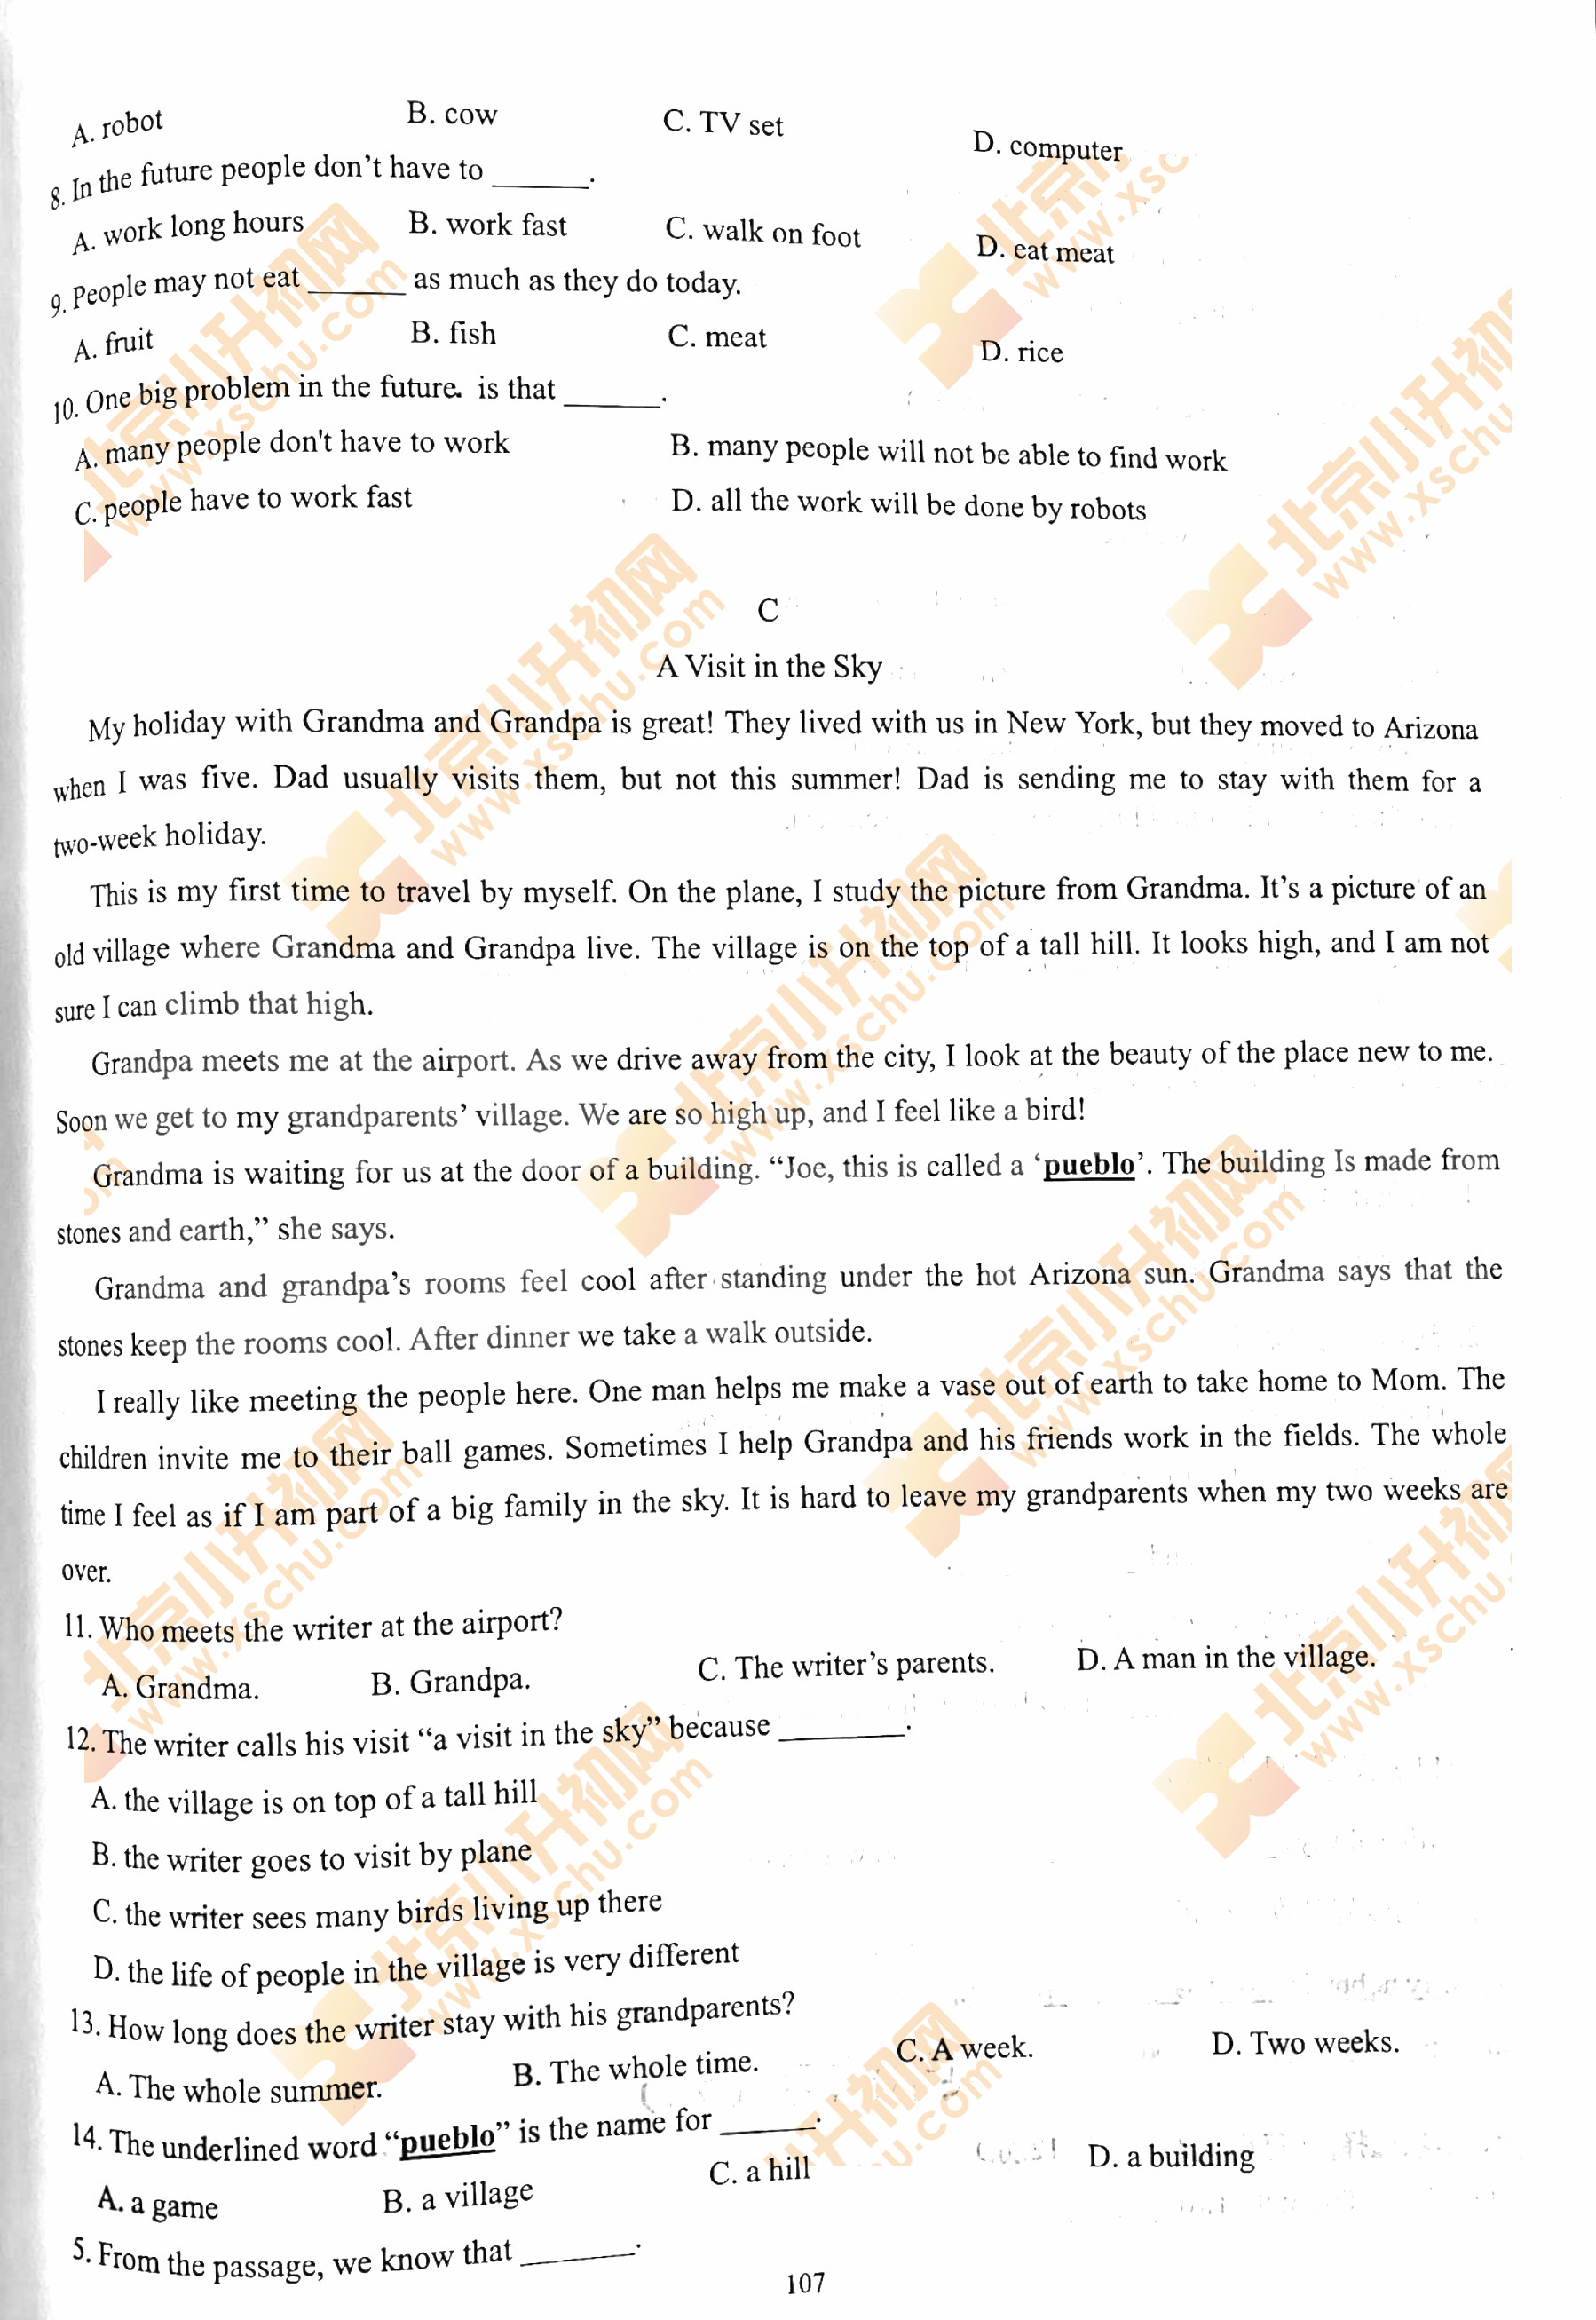 A. robot B. cow C. TV set D. computer
8. In the future people don't have to ______.
A. work long hours B. work fast C. walk on foot D. eat meat
9. People may not eat ______ as much as they do today.
A. fruit B. fish C. meat D. rice
10. One big problem in the future. is that ______.
A. many people don't have to work B. many people will not be able to find work
C. people have to work fast D. all the work will be done by robots
C
A Visit in the Sky
My holiday with Grandma and Grandpa is great! They lived with us in New York, but they moved to Arizona
when I was five. Dad usually visits them, but not this summer! Dad is sending me to stay with them for a
two-week holiday.
This is my first time to travel by myself. On the plane, I study the picture from Grandma. It's a picture of an
old village where Grandma and Grandpa live. The village is on the top of a tall hill. It looks high, and I am not
sure I can climb that high.
Grandpa meets me at the airport. As we drive away from the city, I look at the beauty of the place new to me.
Soon we get to my grandparents' village. We are so high up, and I feel like a bird!
Grandma is waiting for us at the door of a building. “Joe, this is called a ‘pueblo’. The building Is made from
stones and earth,” she says.
Grandma and grandpa's rooms feel cool after standing under the hot Arizona sun. Grandma says that the
stones keep the rooms cool. After dinner we take a walk outside.
I really like meeting the people here. One man helps me make a vase out of earth to take home to Mom. The
children invite me to their ball games. Sometimes I help Grandpa and his friends work in the fields. The whole
time I feel as if I am part of a big family in the sky. It is hard to leave my grandparents when my two weeks are
over.
11. Who meets the writer at the airport?
A. Grandma. B. Grandpa. C. The writer's parents. D. A man in the village.
12. The writer calls his visit “a visit in the sky” because ________.
A. the village is on top of a tall hill
B. the writer goes to visit by plane
C. the writer sees many birds living up there
D. the life of people in the village is very different
13. How long does the writer stay with his grandparents?
A. The whole summer. B. The whole time. C. A week. D. Two weeks.
14. The underlined word “pueblo” is the name for ______.
A. a game B. a village C. a hill D. a building
5. From the passage, we know that _______.
107
北京小升初网
www.xschu.com